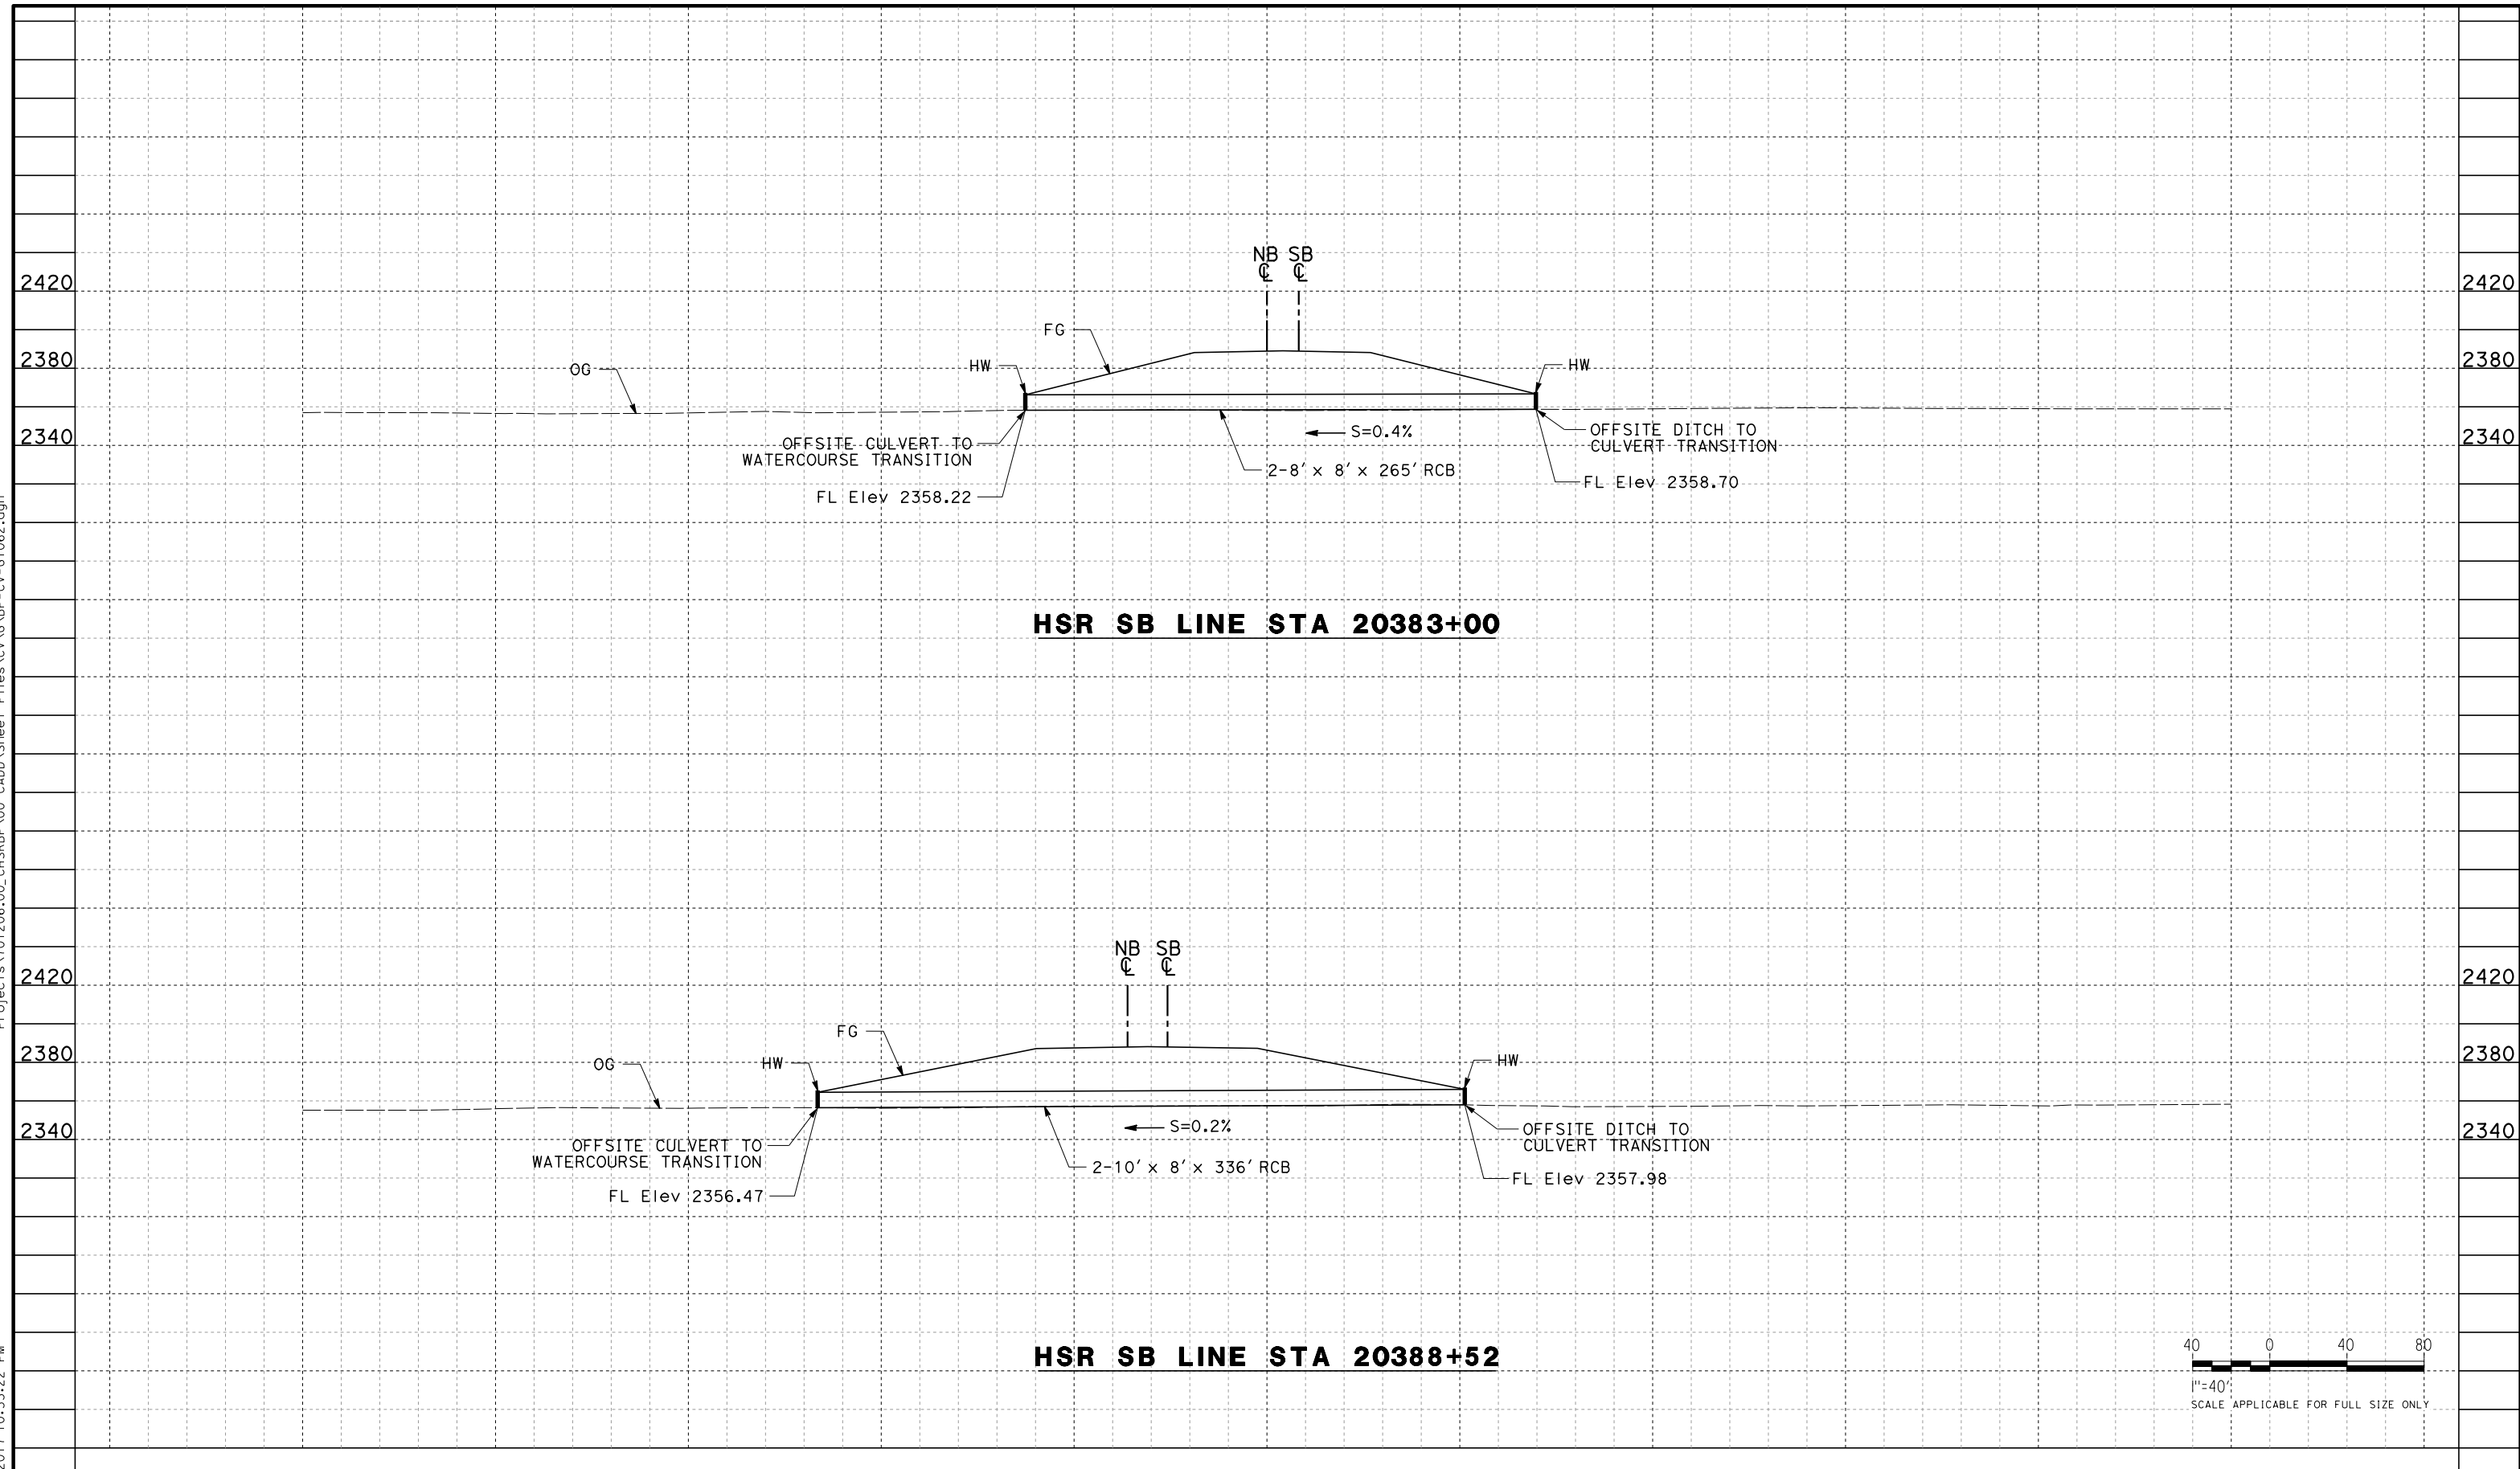 NB SB
℄ ℄
2420 2420
FG
HW HW
2380 2380
OG
2340 2340
OFFSITE CULVERT TO
WATERCOURSE TRANSITION
S=0.4%
OFFSITE DITCH TO
CULVERT TRANSITION
2-8' x 8' x 265' RCB
FL Elev 2358.22
FL Elev 2358.70
HSR SB LINE STA 20383+00
NB SB
℄ ℄
2420 2420
FG
HW HW
2380 2380
OG
2340 2340
OFFSITE CULVERT TO
WATERCOURSE TRANSITION
S=0.2%
OFFSITE DITCH TO
CULVERT TRANSITION
2-10' x 8' x 336' RCB
FL Elev 2356.47
FL Elev 2357.98
HSR SB LINE STA 20388+52
40 0 40 80
1"=40'
SCALE APPLICABLE FOR FULL SIZE ONLY